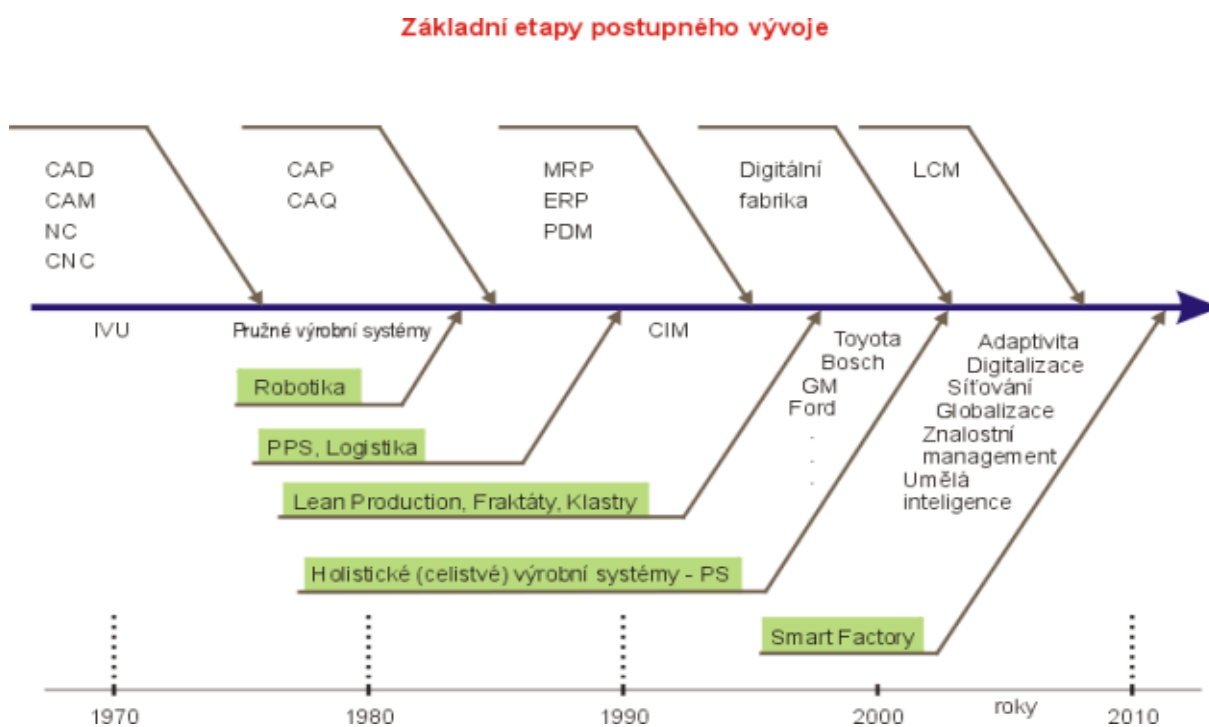 Základní etapy postupného vývoje
CAD
CAM
NC
CNC
CAP
CAQ
MRP
ERP
PDM
Digitální
fabrika
LCM
IVU
Pružné výrobní systémy
CIM
Toyota
Bosch
GM
Ford
.
.
.
Adaptivita
Digitalizace
Síťování
Globalizace
Znalostní
management
Umělá
inteligence
Robotika
PPS, Logistika
Lean Production, Fraktáty, Klastry
Holistické (celistvé) výrobní systémy - PS
Smart Factory
1970
1980
1990
2000
roky
2010